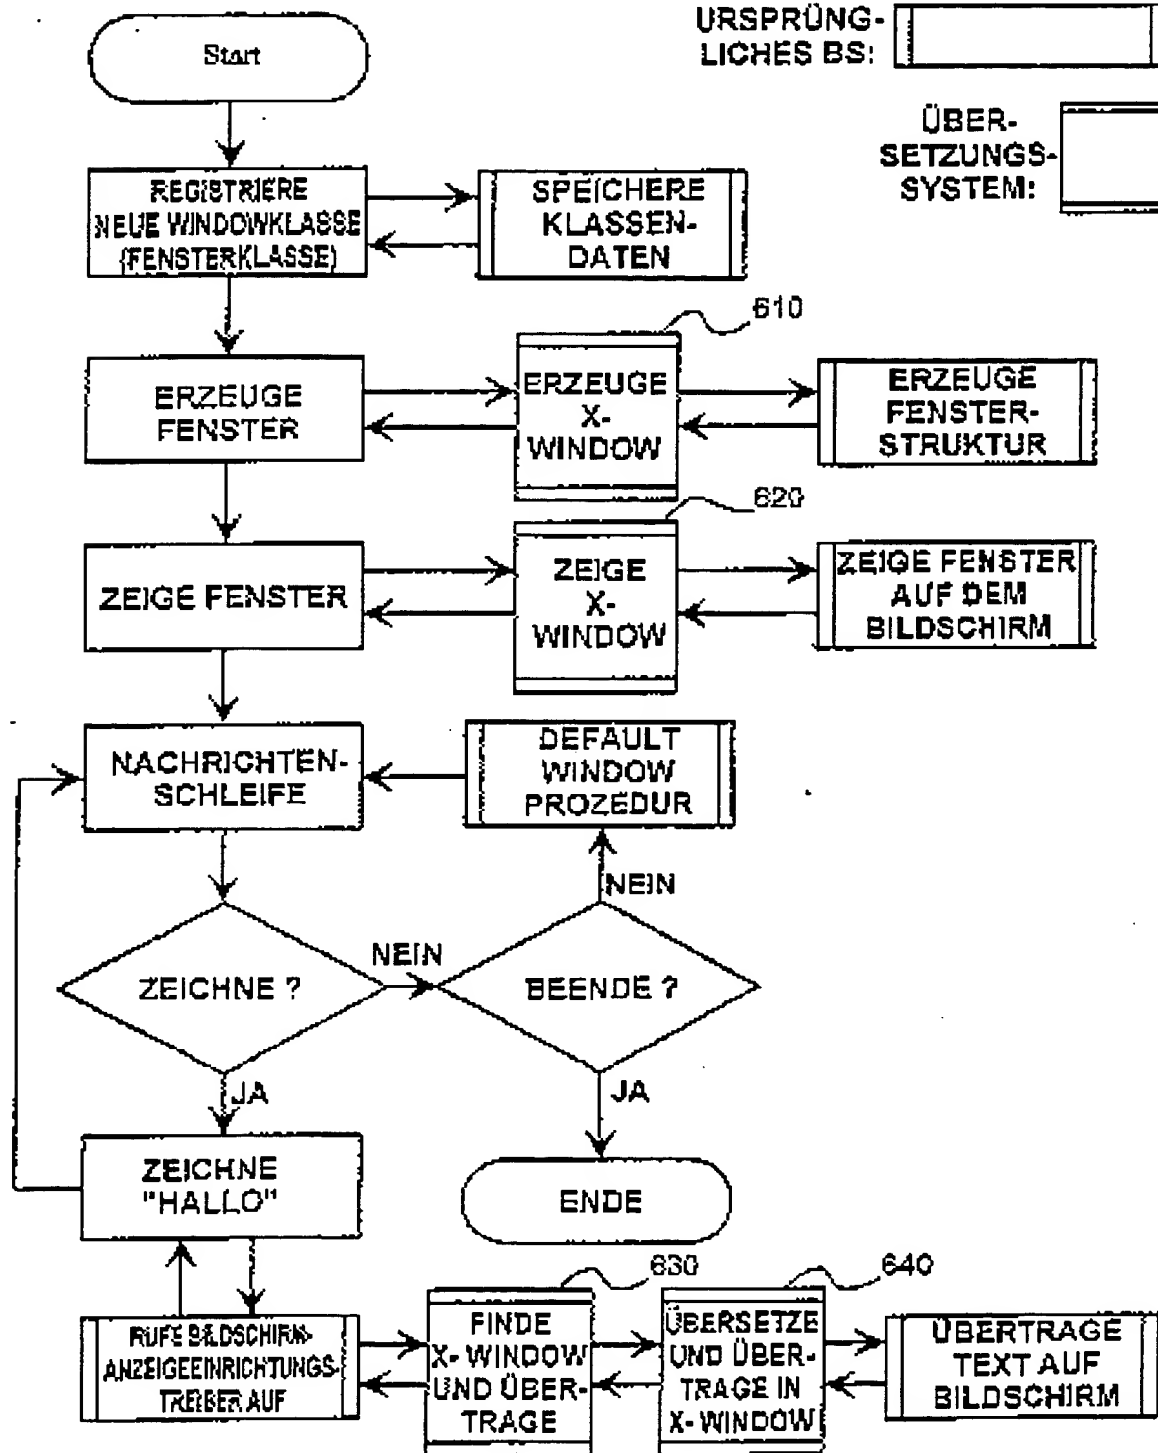 URSPRÜNG-
LICHES BS:
ÜBER-
SETZUNGS-
SYSTEM:
Start
REGISTRIERE
NEUE WINDOWKLASSE
(FENSTERKLASSE)
SPEICHERE
KLASSEN-
DATEN
610
ERZEUGE
FENSTER
ERZEUGE
X-
WINDOW
ERZEUGE
FENSTER-
STRUKTUR
620
ZEIGE FENSTER
ZEIGE
X-
WINDOW
ZEIGE FENSTER
AUF DEM
BILDSCHIRM
NACHRICHTEN-
SCHLEIFE
DEFAULT
WINDOW
PROZEDUR
NEIN
ZEICHNE ?
NEIN
BEENDE ?
JA
JA
ZEICHNE
"HALLO"
ENDE
630
640
RUFE BILDSCHIRM-
ANZEIGEEINRICHTUNGS-
TREIBER AUF
FINDE
X- WINDOW
UND ÜBER-
TRAGE
ÜBERSETZE
UND ÜBER-
TRAGE IN
X- WINDOW
ÜBERTRAGE
TEXT AUF
BILDSCHIRM